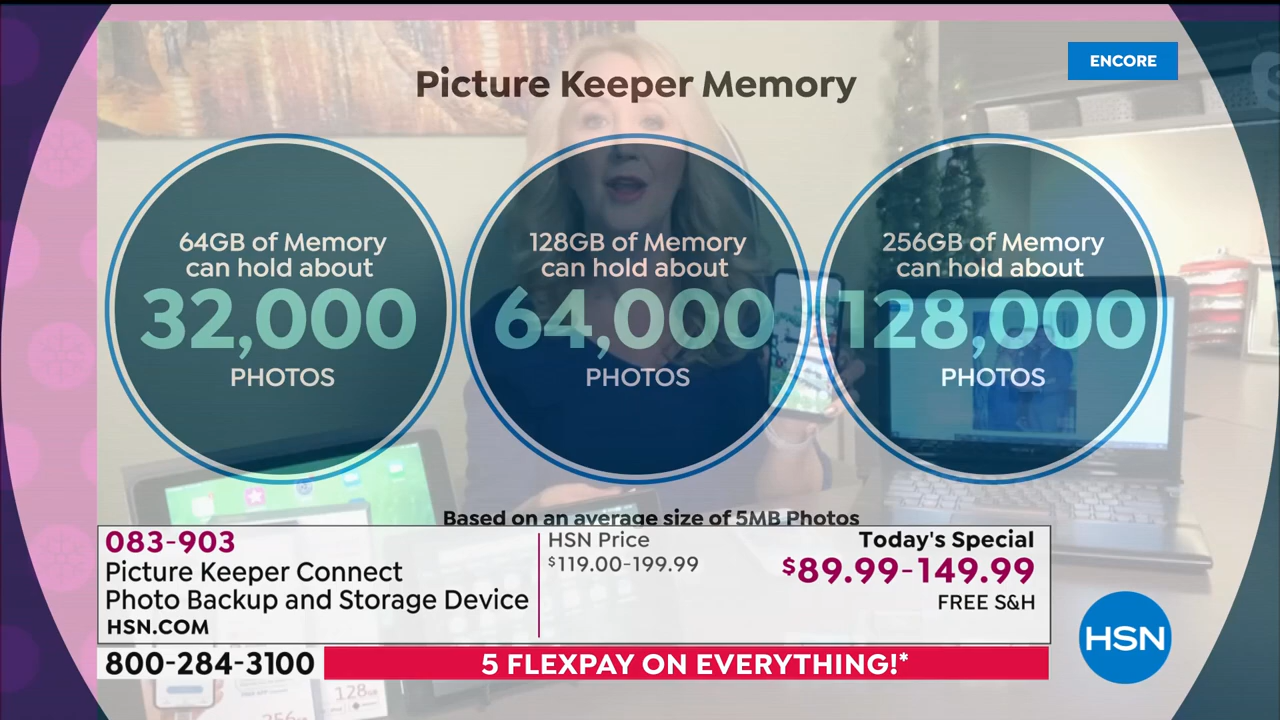 ENCORE
Picture Keeper Memory
64GB of Memory
can hold about
32,000
PHOTOS
128GB of Memory
can hold about
64,000
PHOTOS
256GB of Memory
can hold about
128,000
PHOTOS
Based on an average size of 5MB Photos
083-903
Picture Keeper Connect
Photo Backup and Storage Device
HSN.COM
HSN Price
$119.00-199.99
Today's Special
$89.99-149.99
FREE S&H
HSN
800-284-3100
5 FLEXPAY ON EVERYTHING!*
128GB